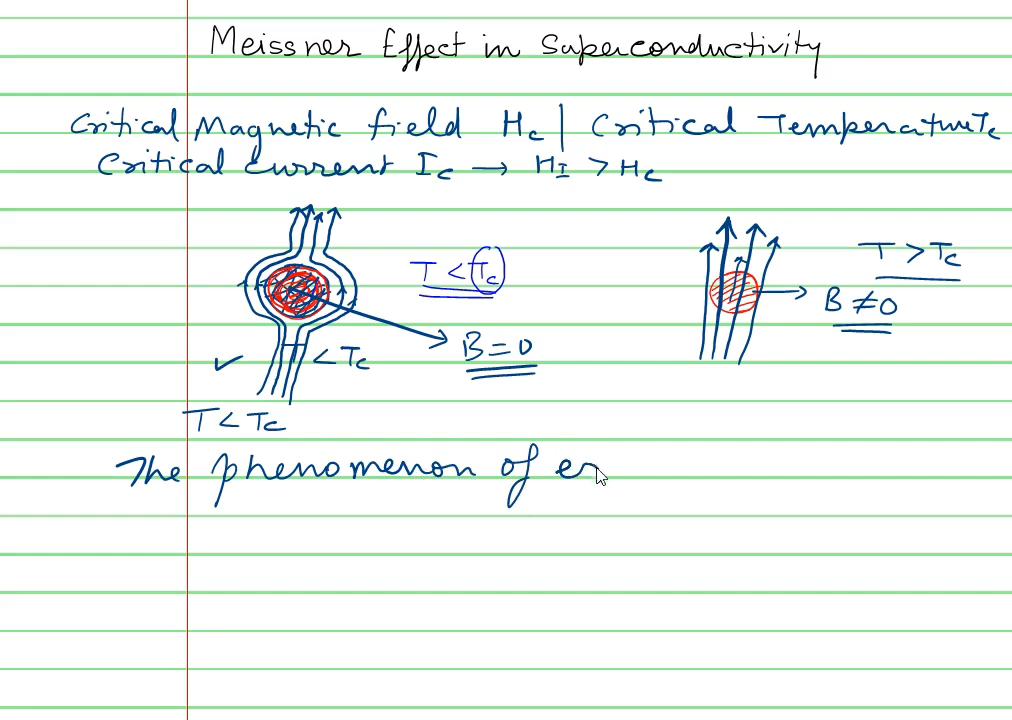 Meissner Effect in Superconductivity
Critical Magnetic field Hc | Critical Temperature Tc
Critical Current Ic → HI > Hc
T < Tc
T > Tc
B ≠ 0
B = 0
< Tc
T < Tc
The phenomenon of